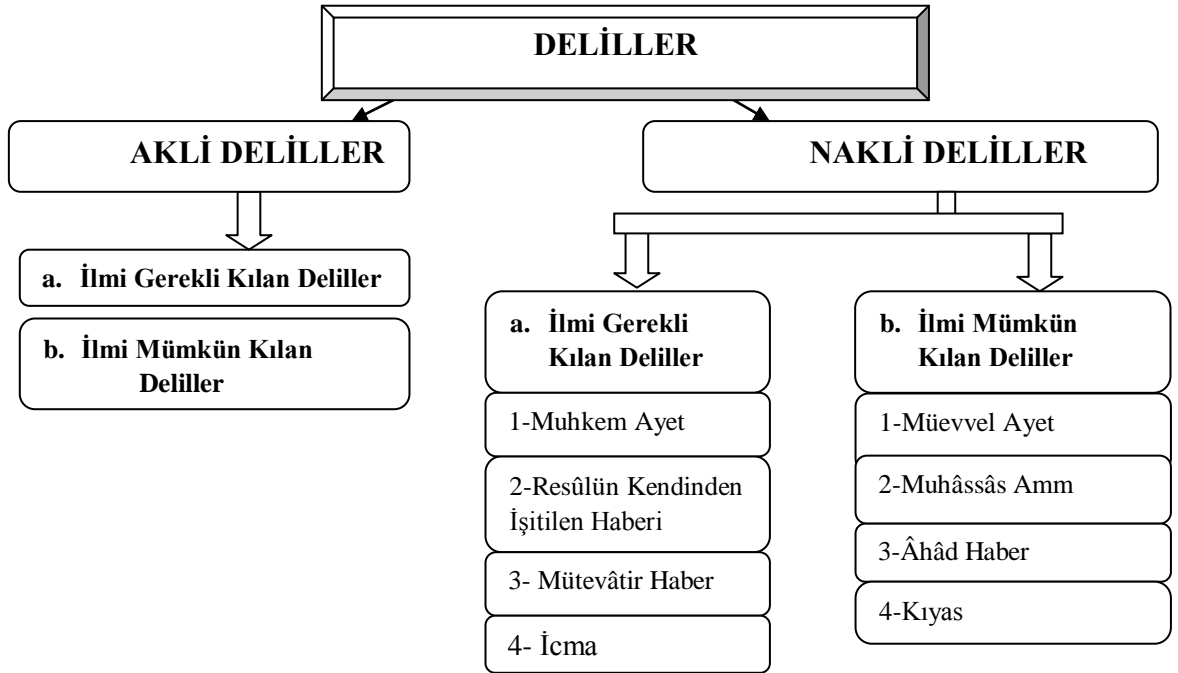 DELİLLER
AKLİ DELİLLER
a. İlmi Gerekli Kılan Deliller
b. İlmi Mümkün Kılan
Deliller
NAKLİ DELİLLER
a. İlmi Gerekli
Kılan Deliller
1-Muhkem Ayet
2-Resûlün Kendinden
İşitilen Haberi
3- Mütevâtir Haber
4- İcma
b. İlmi Mümkün
Kılan Deliller
1-Müevvel Ayet
2-Muhâssâs Amm
3-Âhâd Haber
4-Kıyas